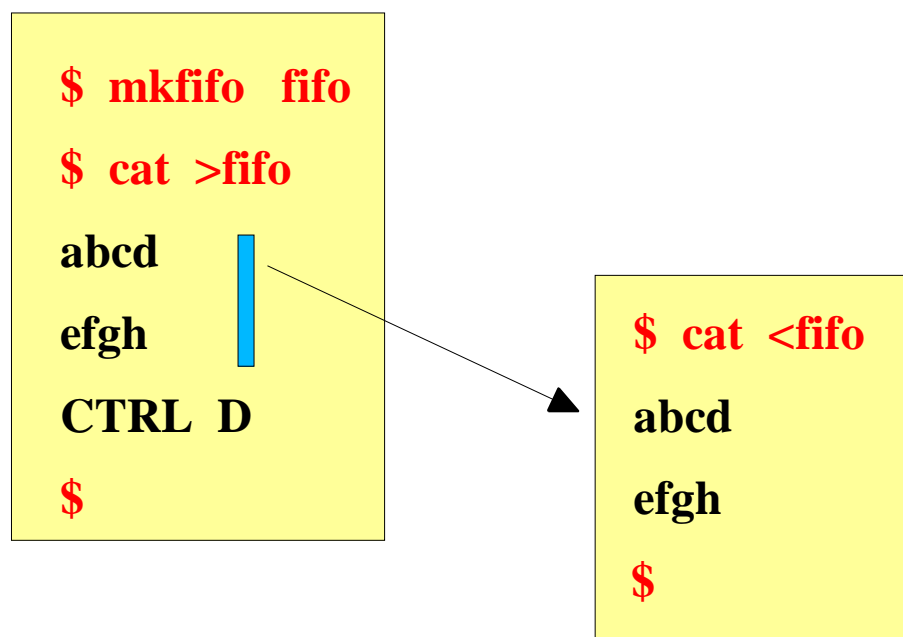 $ mkfifo fifo
$ cat >fifo
abcd
efgh
CTRL D
$
$ cat <fifo
abcd
efgh
$